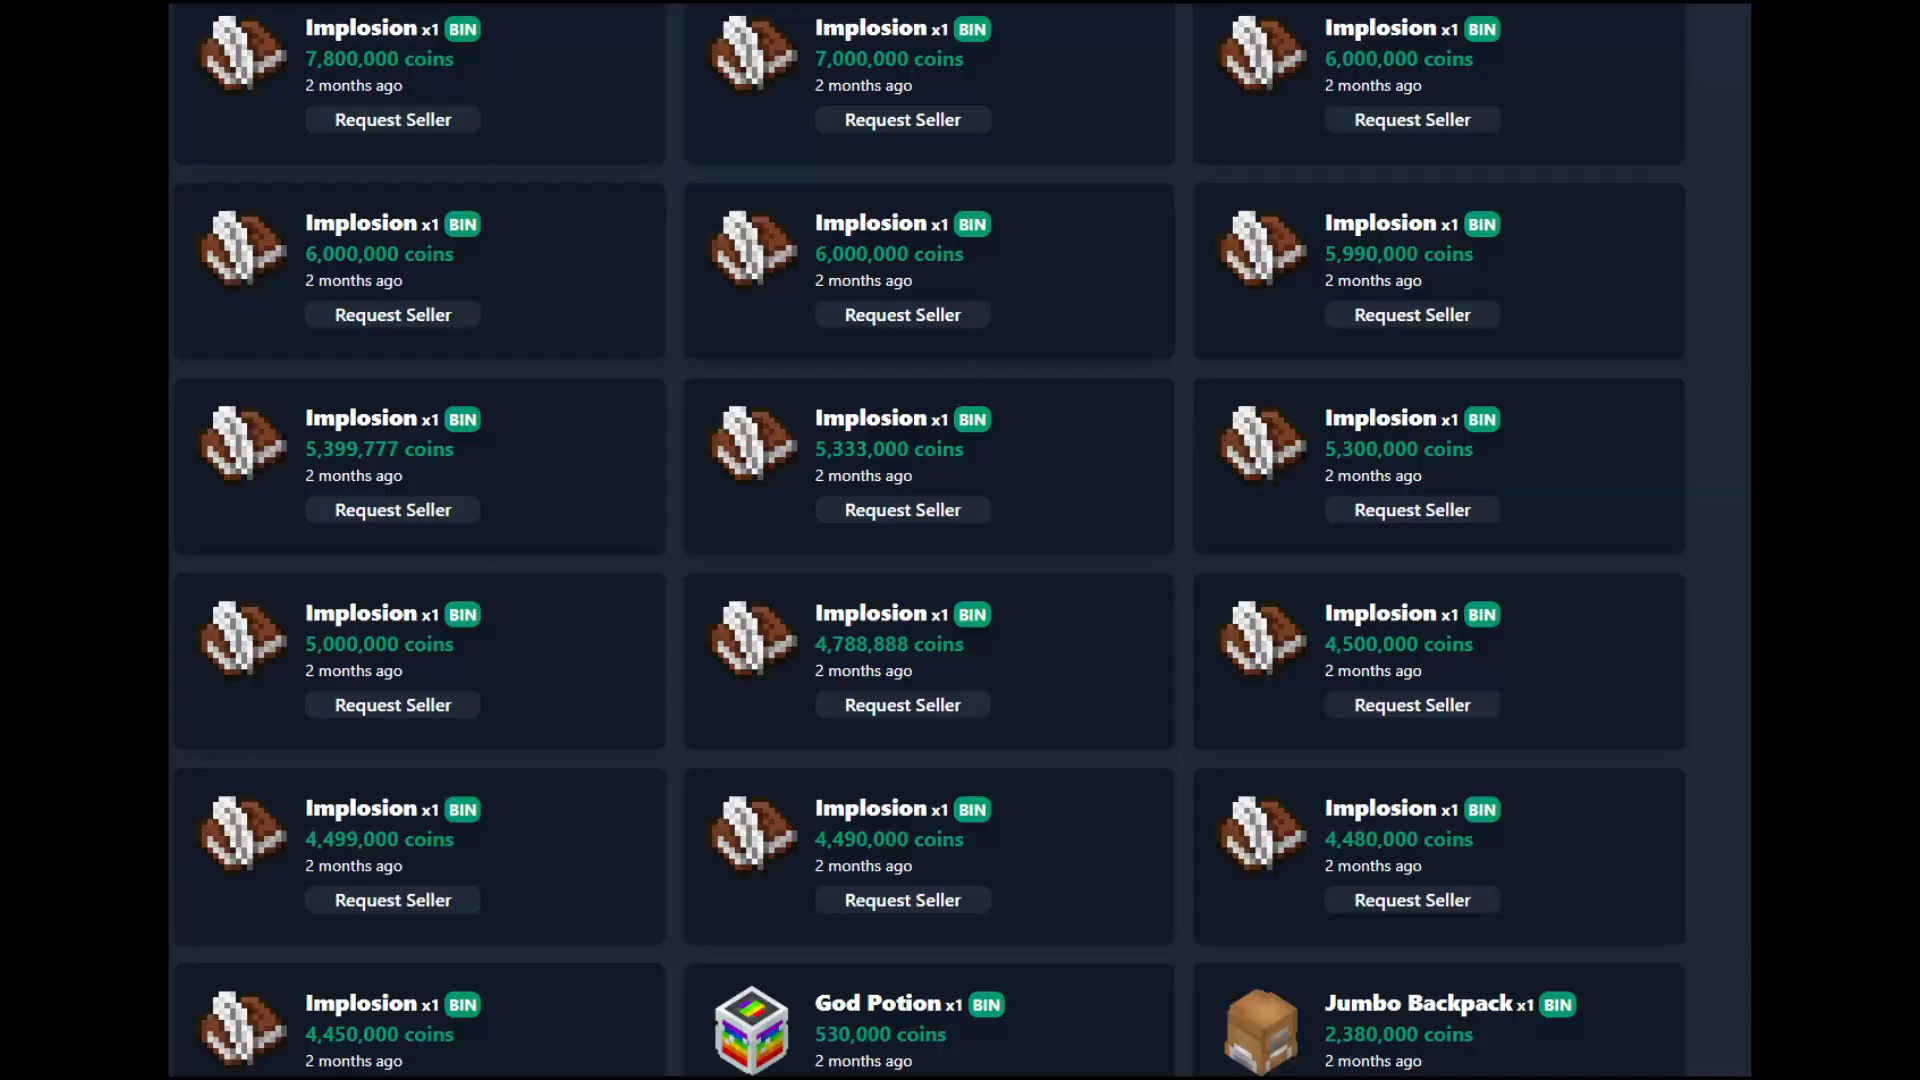 Implosion x1 BIN
7,800,000 coins
2 months ago
Request Seller
Implosion x1 BIN
7,000,000 coins
2 months ago
Request Seller
Implosion x1 BIN
6,000,000 coins
2 months ago
Request Seller
Implosion x1 BIN
6,000,000 coins
2 months ago
Request Seller
Implosion x1 BIN
6,000,000 coins
2 months ago
Request Seller
Implosion x1 BIN
5,990,000 coins
2 months ago
Request Seller
Implosion x1 BIN
5,399,777 coins
2 months ago
Request Seller
Implosion x1 BIN
5,333,000 coins
2 months ago
Request Seller
Implosion x1 BIN
5,300,000 coins
2 months ago
Request Seller
Implosion x1 BIN
5,000,000 coins
2 months ago
Request Seller
Implosion x1 BIN
4,788,888 coins
2 months ago
Request Seller
Implosion x1 BIN
4,500,000 coins
2 months ago
Request Seller
Implosion x1 BIN
4,499,000 coins
2 months ago
Request Seller
Implosion x1 BIN
4,490,000 coins
2 months ago
Request Seller
Implosion x1 BIN
4,480,000 coins
2 months ago
Request Seller
Implosion x1 BIN
4,450,000 coins
2 months ago
God Potion x1 BIN
530,000 coins
2 months ago
Jumbo Backpack x1 BIN
2,380,000 coins
2 months ago